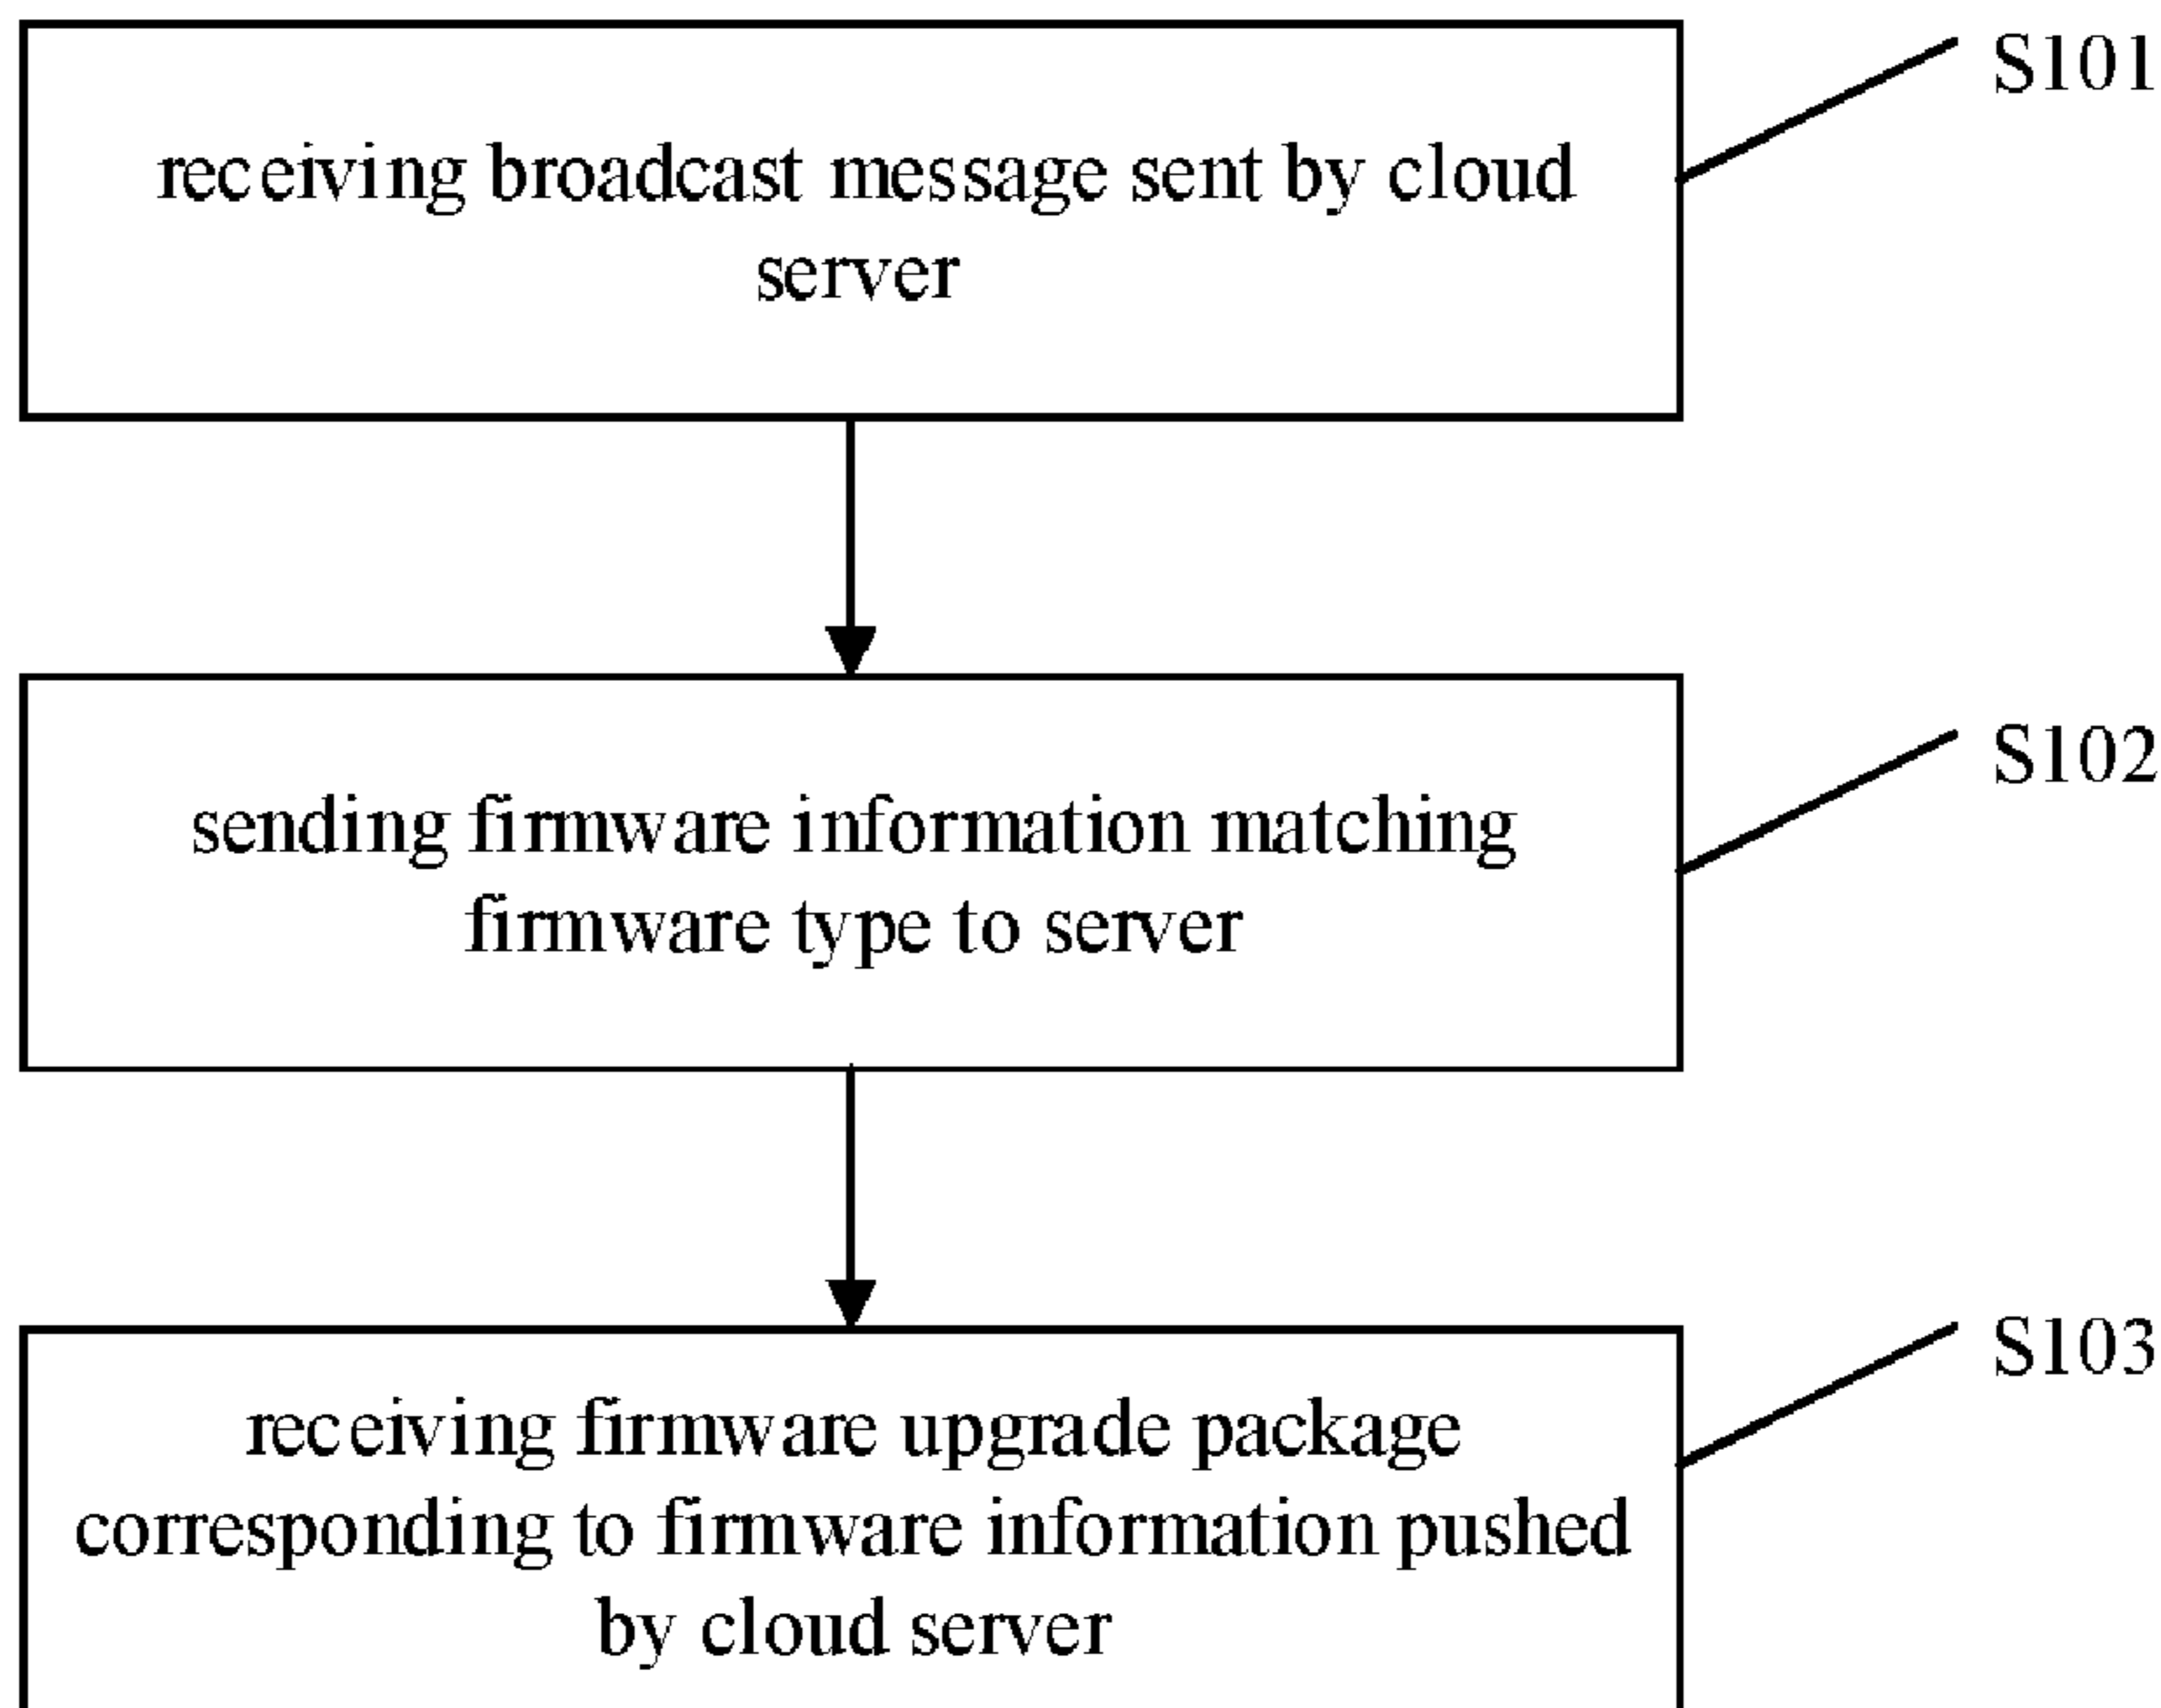 receiving broadcast message sent by cloud
server
S101
sending firmware information matching
firmware type to server
S102
receiving firmware upgrade package
corresponding to firmware information pushed
by cloud server
S103